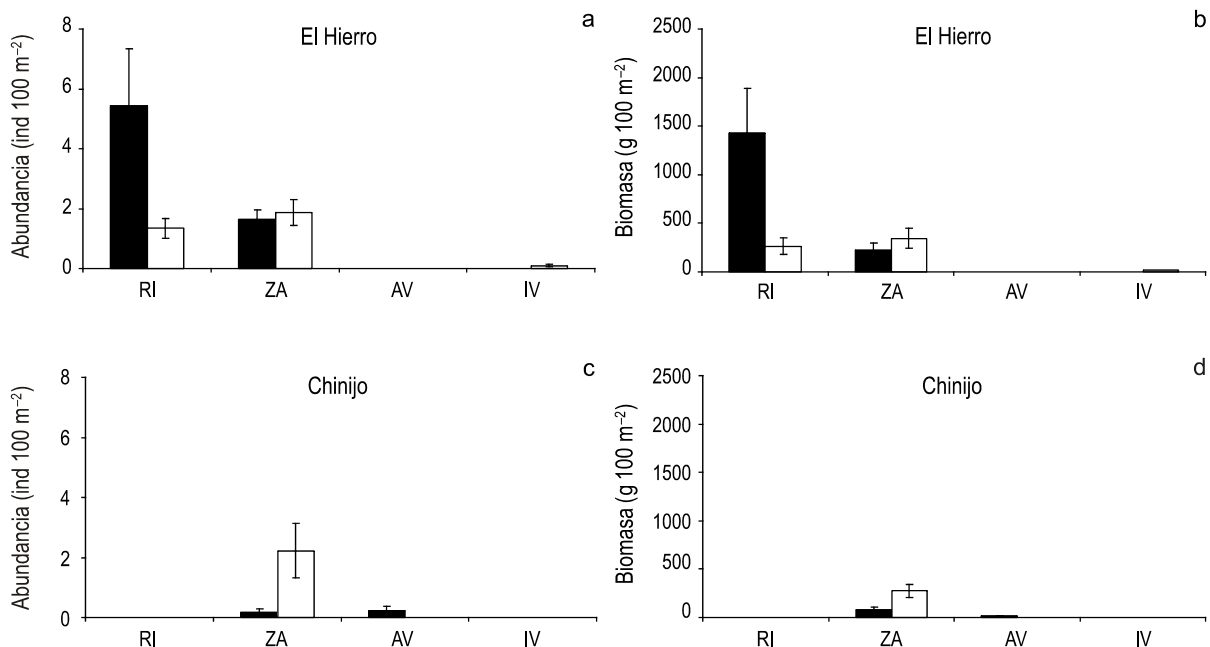 a
El Hierro
Abundancia (ind 100 m⁻²)
8
6
4
2
0
RI ZA AV IV
b
El Hierro
Biomasa (g 100 m⁻²)
2500
2000
1500
1000
500
0
RI ZA AV IV
c
Chinijo
Abundancia (ind 100 m⁻²)
8
6
4
2
0
RI ZA AV IV
d
Chinijo
Biomasa (g 100 m⁻²)
2500
2000
1500
1000
500
0
RI ZA AV IV